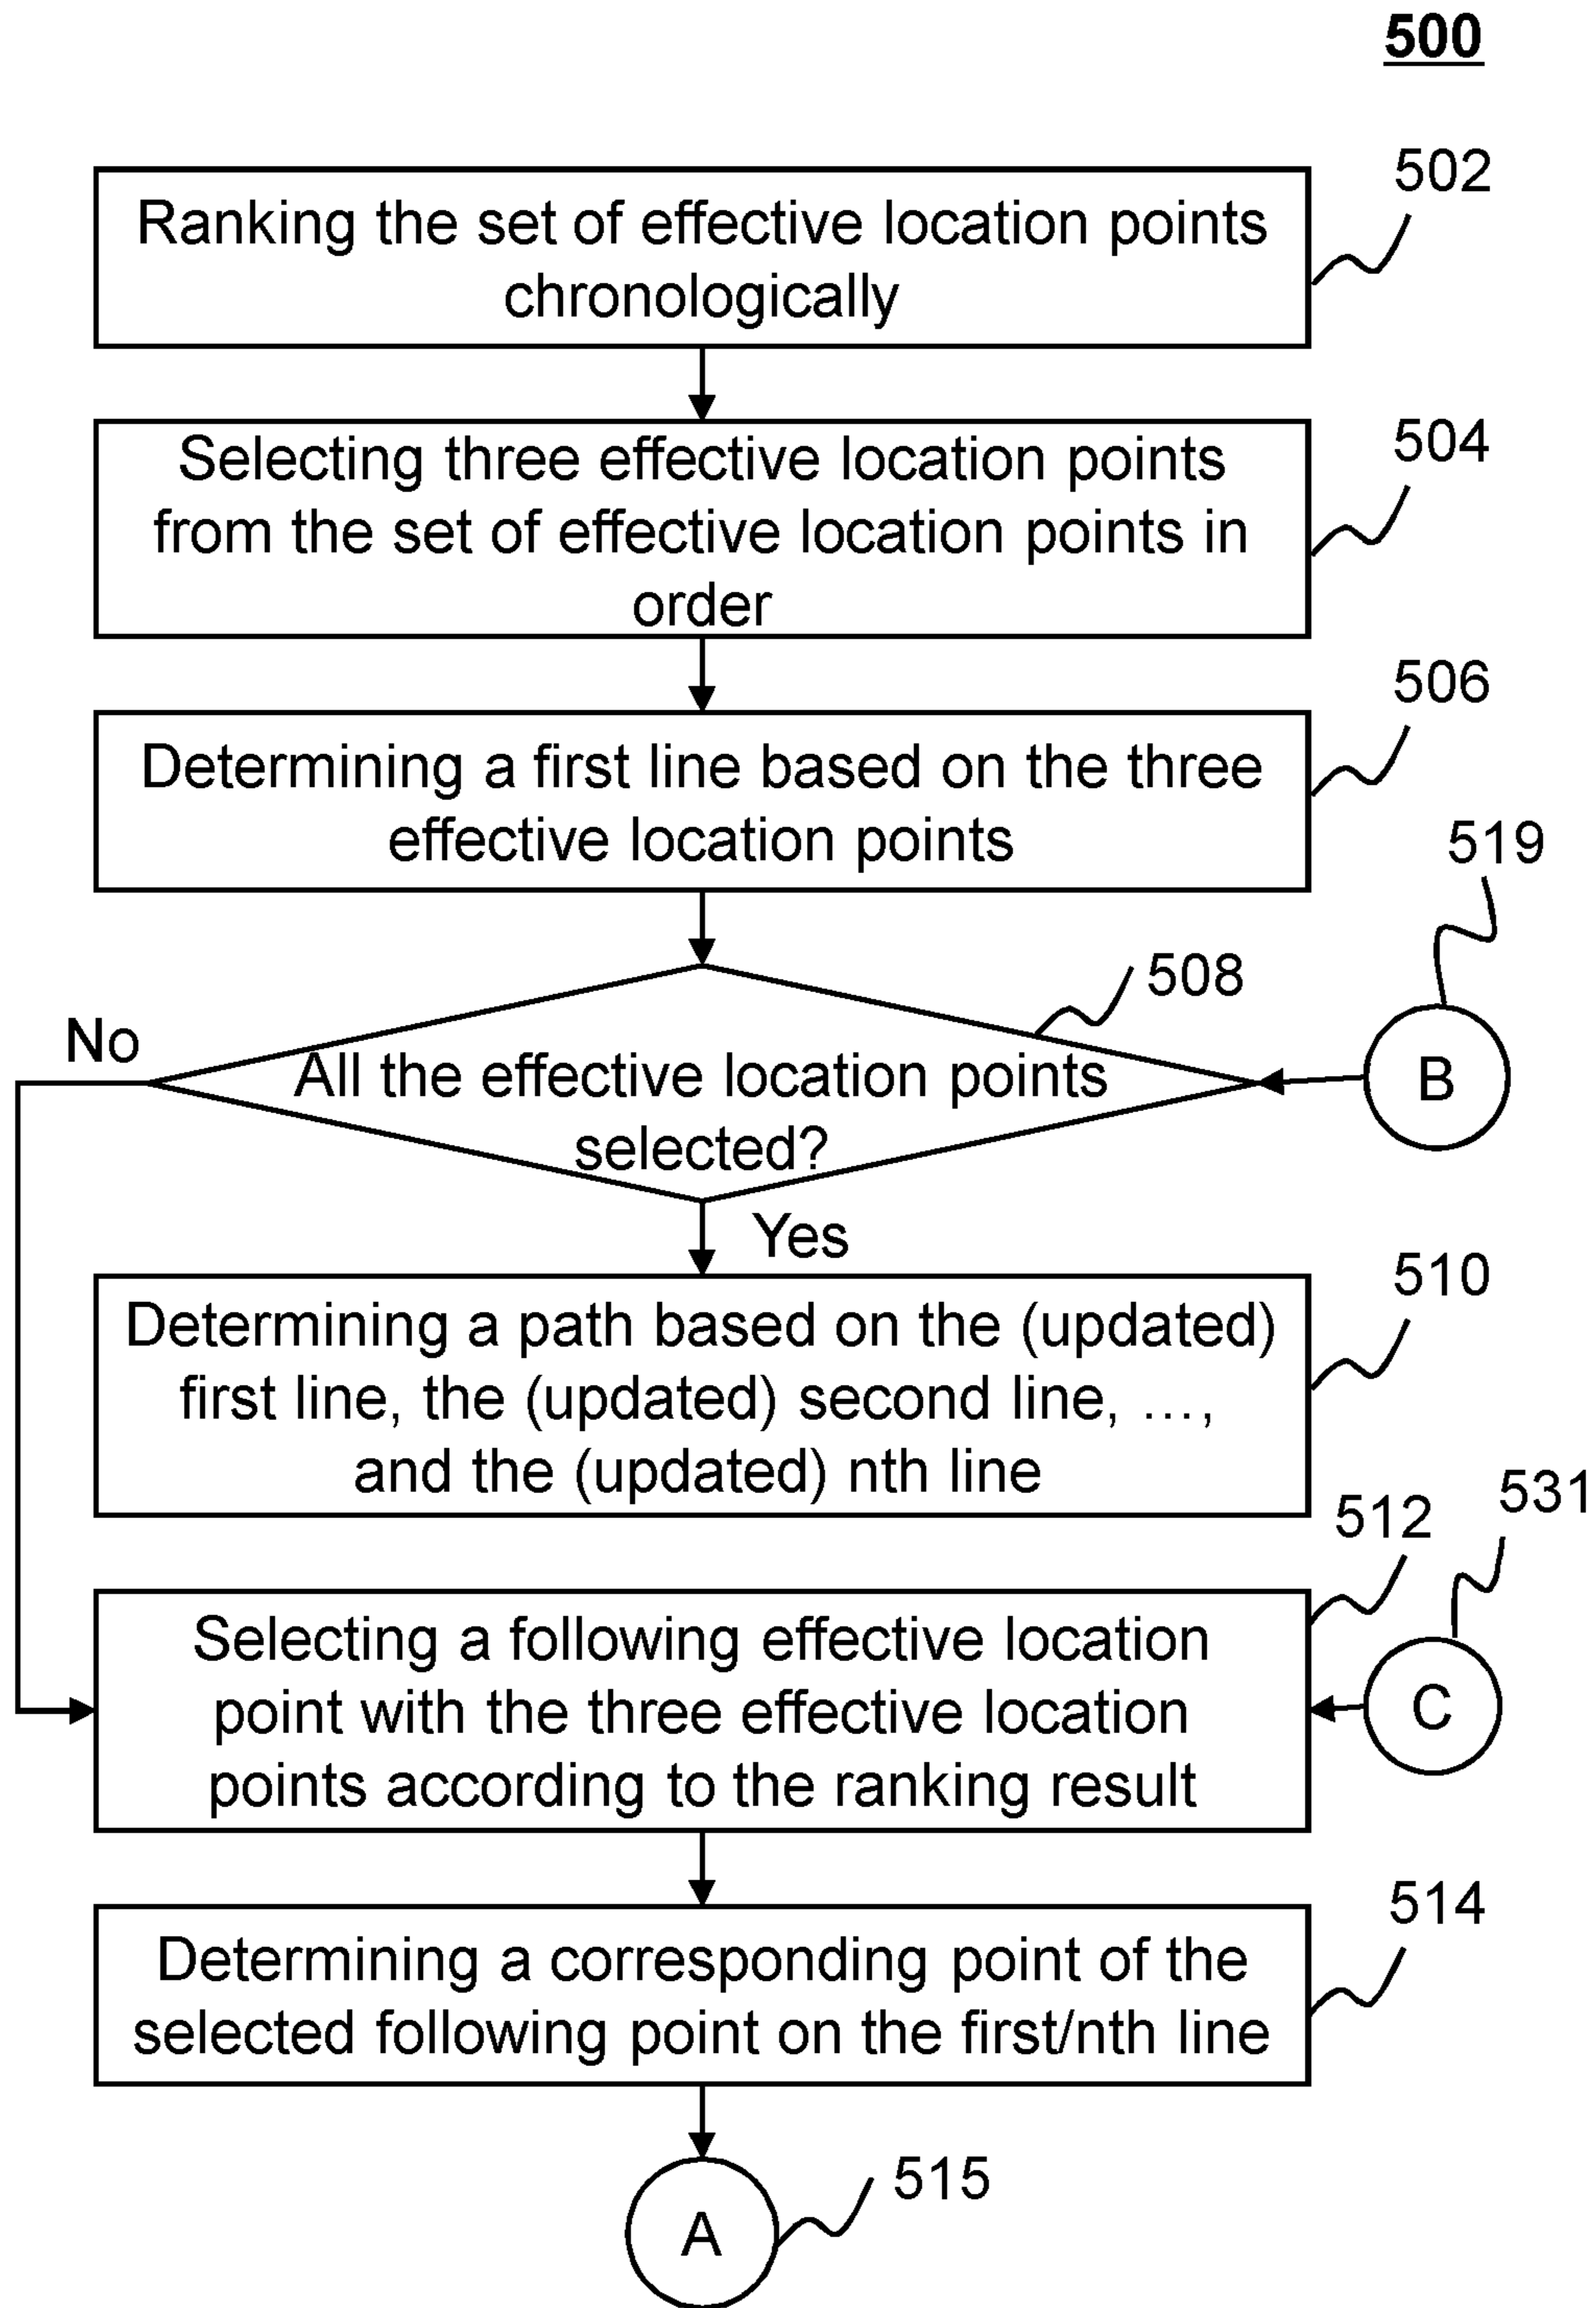 500
502
Ranking the set of effective location points
chronologically
504
Selecting three effective location points
from the set of effective location points in
order
506
Determining a first line based on the three
effective location points
519
508
No
All the effective location points
selected?
B
Yes
510
Determining a path based on the (updated)
first line, the (updated) second line, …,
and the (updated) nth line
531
512
Selecting a following effective location
point with the three effective location
points according to the ranking result
C
514
Determining a corresponding point of the
selected following point on the first/nth line
515
A